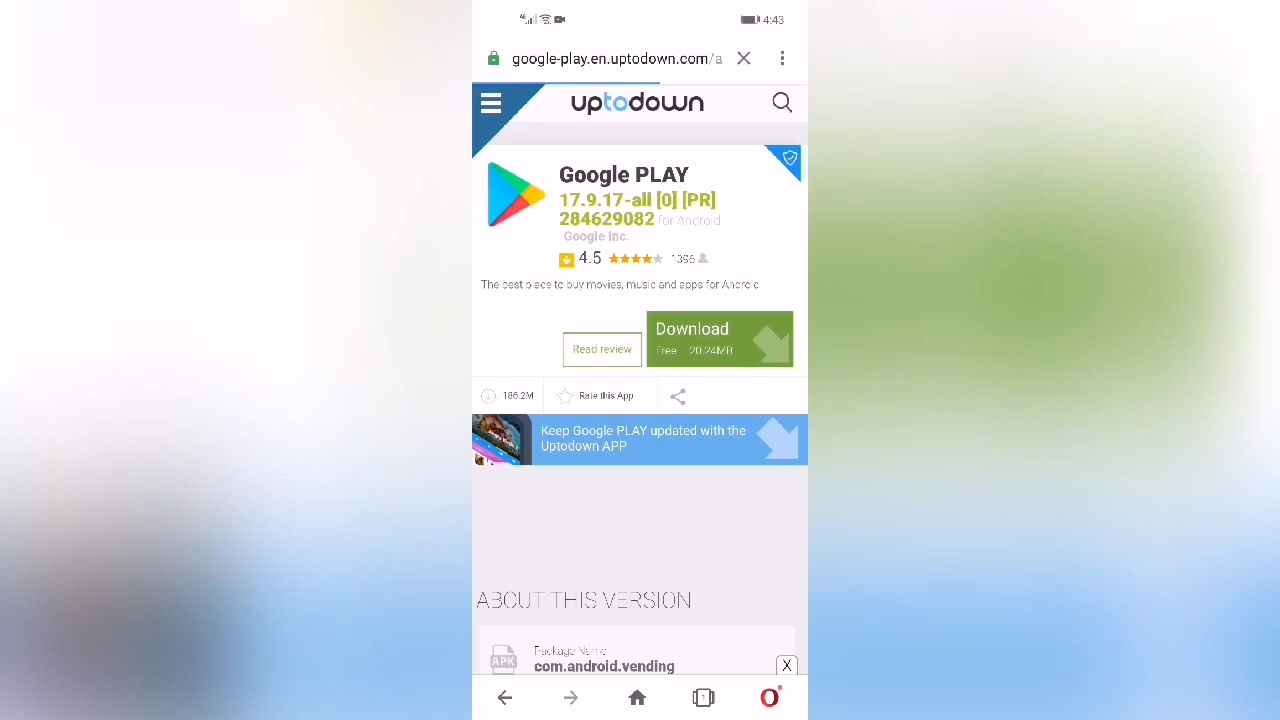 4G 4:43
google-play.en.uptodown.com/a
uptodown
Google PLAY
17.9.17-all [0] [PR]
284629082 for Android
Google Inc.
4.5 1396
The best place to buy movies, music and apps for Android
Download
Read review
Free 20.24MB
186.2M Rate this App
Keep Google PLAY updated with the
Uptodown APP
ABOUT THIS VERSION
Package Name
APK
com.android.vending
X
1